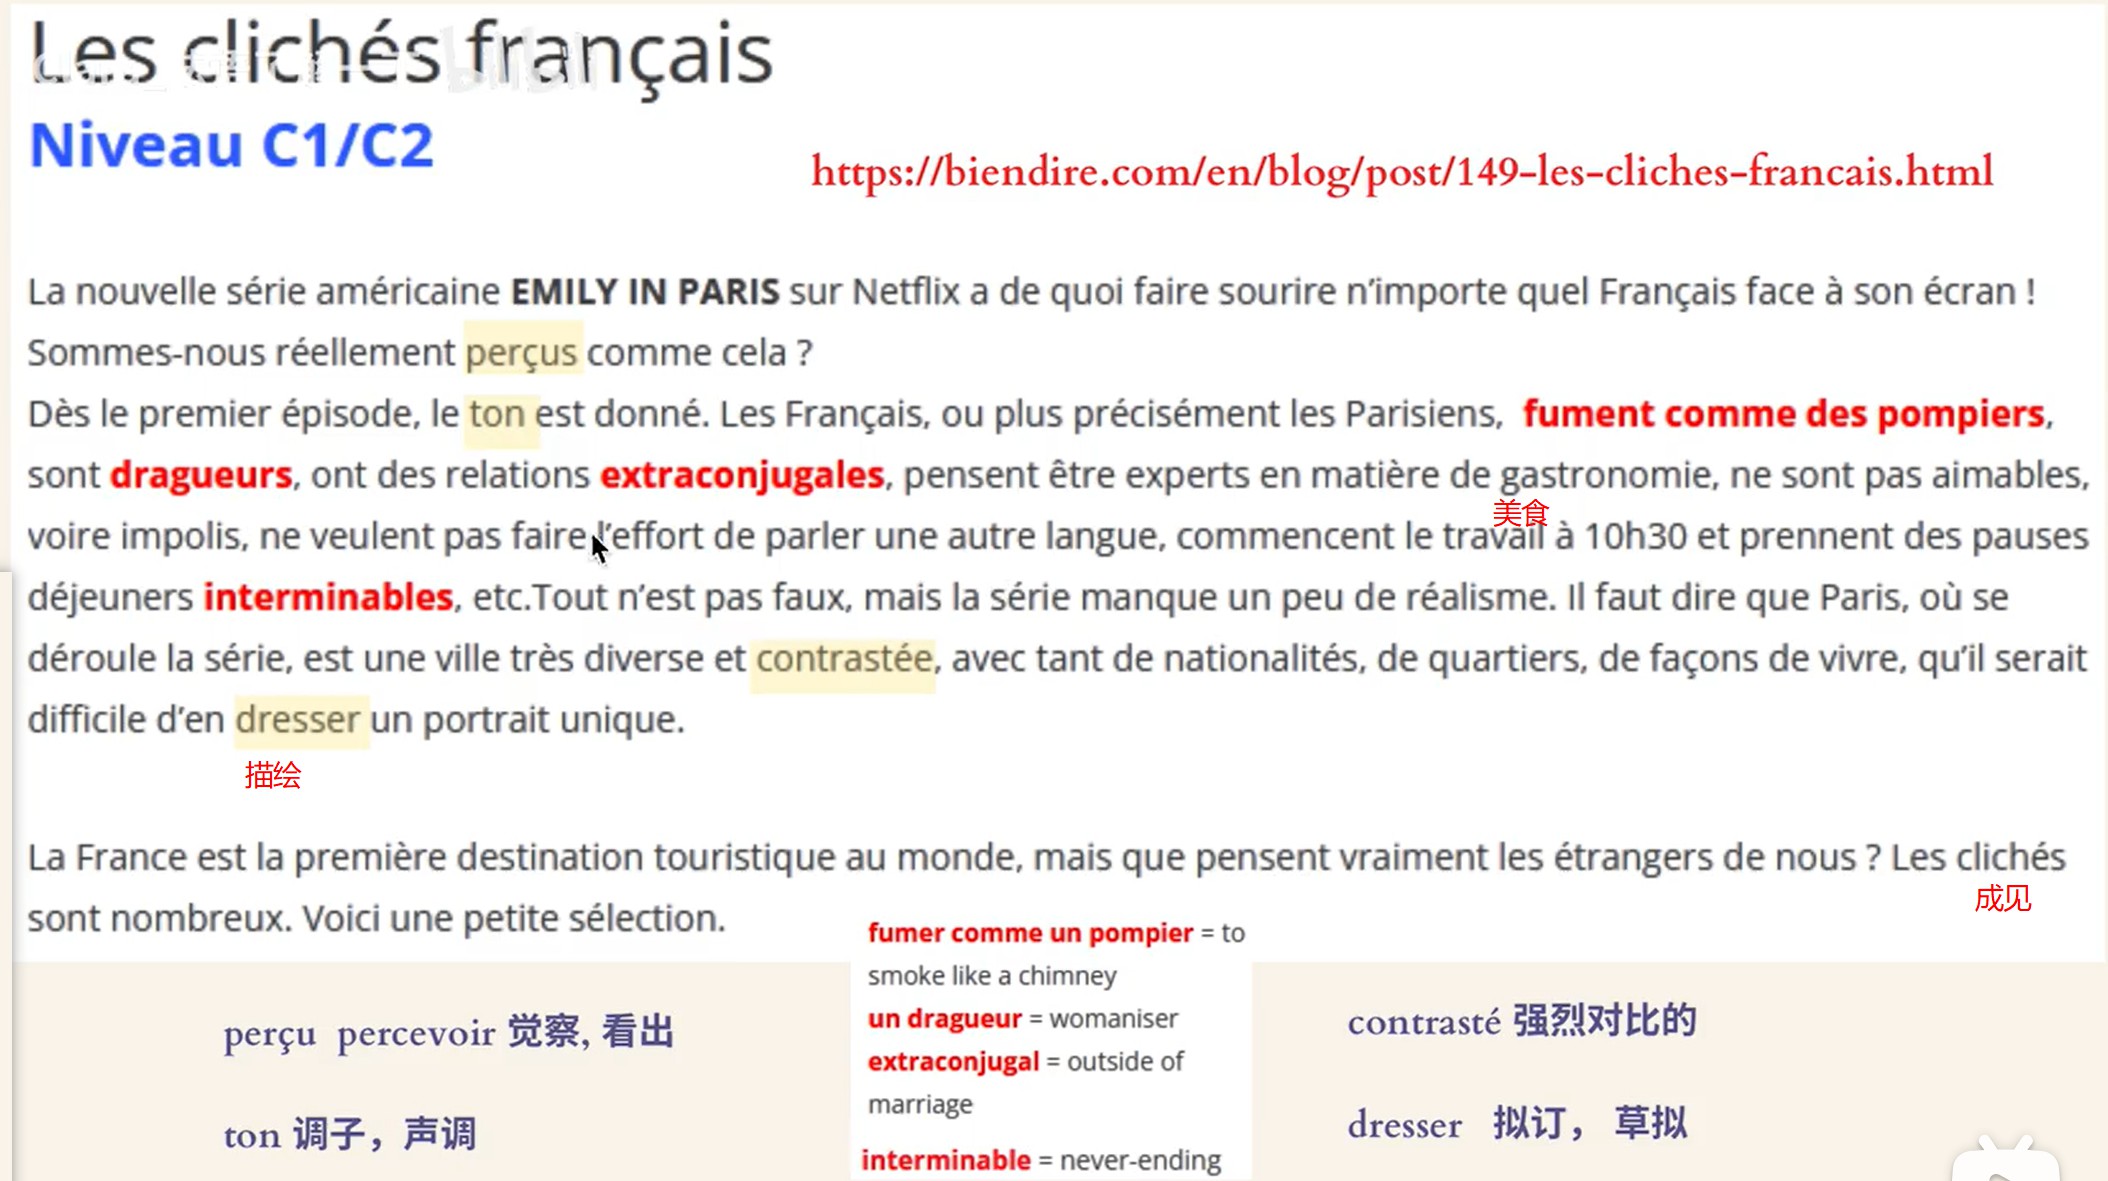 Les clichés français
bilibili
Niveau C1/C2
https://biendire.com/en/blog/post/149-les-cliches-francais.html
La nouvelle série américaine EMILY IN PARIS sur Netflix a de quoi faire sourire n’importe quel Français face à son écran !
Sommes-nous réellement perçus comme cela ?
Dès le premier épisode, le ton est donné. Les Français, ou plus précisément les Parisiens, fument comme des pompiers,
sont dragueurs, ont des relations extraconjugales, pensent être experts en matière de gastronomie, ne sont pas aimables,
美食
voire impolis, ne veulent pas faire l’effort de parler une autre langue, commencent le travail à 10h30 et prennent des pauses
déjeuners interminables, etc.Tout n’est pas faux, mais la série manque un peu de réalisme. Il faut dire que Paris, où se
déroule la série, est une ville très diverse et contrastée, avec tant de nationalités, de quartiers, de façons de vivre, qu’il serait
difficile d’en dresser un portrait unique.
描绘
La France est la première destination touristique au monde, mais que pensent vraiment les étrangers de nous ? Les clichés
成见
sont nombreux. Voici une petite sélection.
perçu percevoir 觉察, 看出
ton 调子，声调
fumer comme un pompier = to
smoke like a chimney
un dragueur = womaniser
extraconjugal = outside of
marriage
interminable = never-ending
contrasté 强烈对比的
dresser 拟订， 草拟